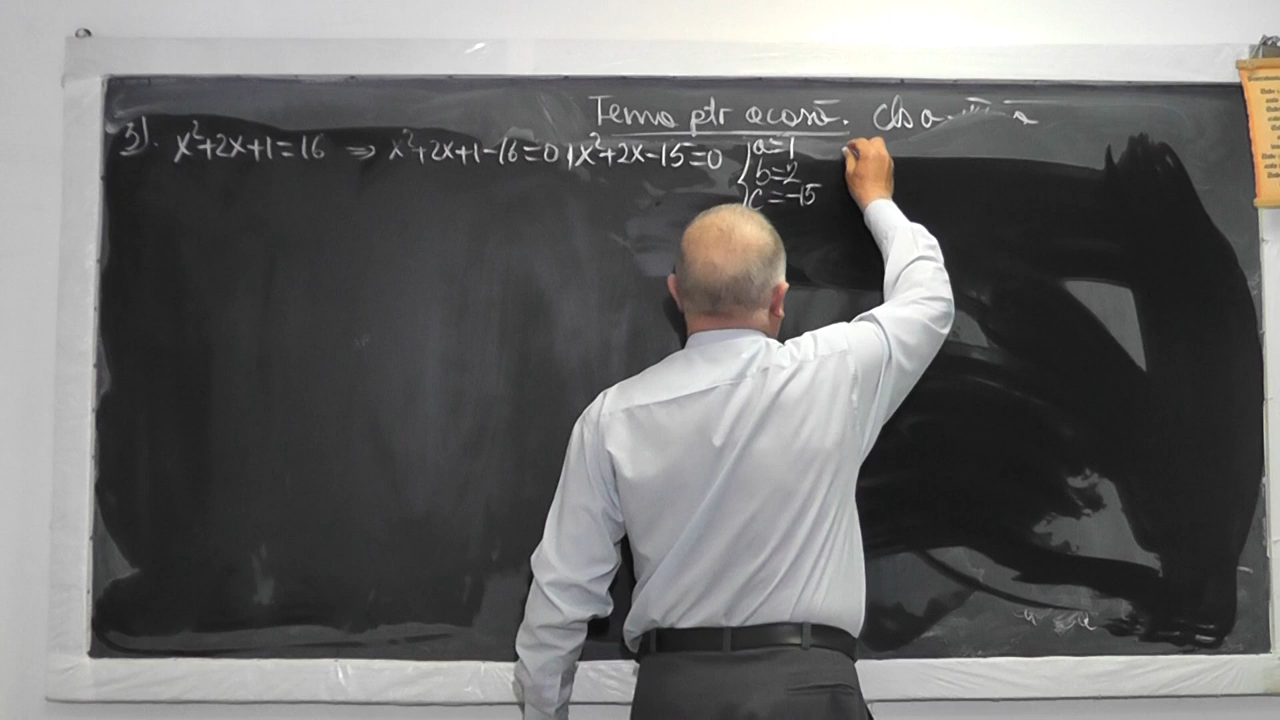 Tema ptr acasă.
3). x²+2x+1=16 ⇒ x²+2x+1-16=0, x²+2x-15=0 { a=1
b=2
c=-15